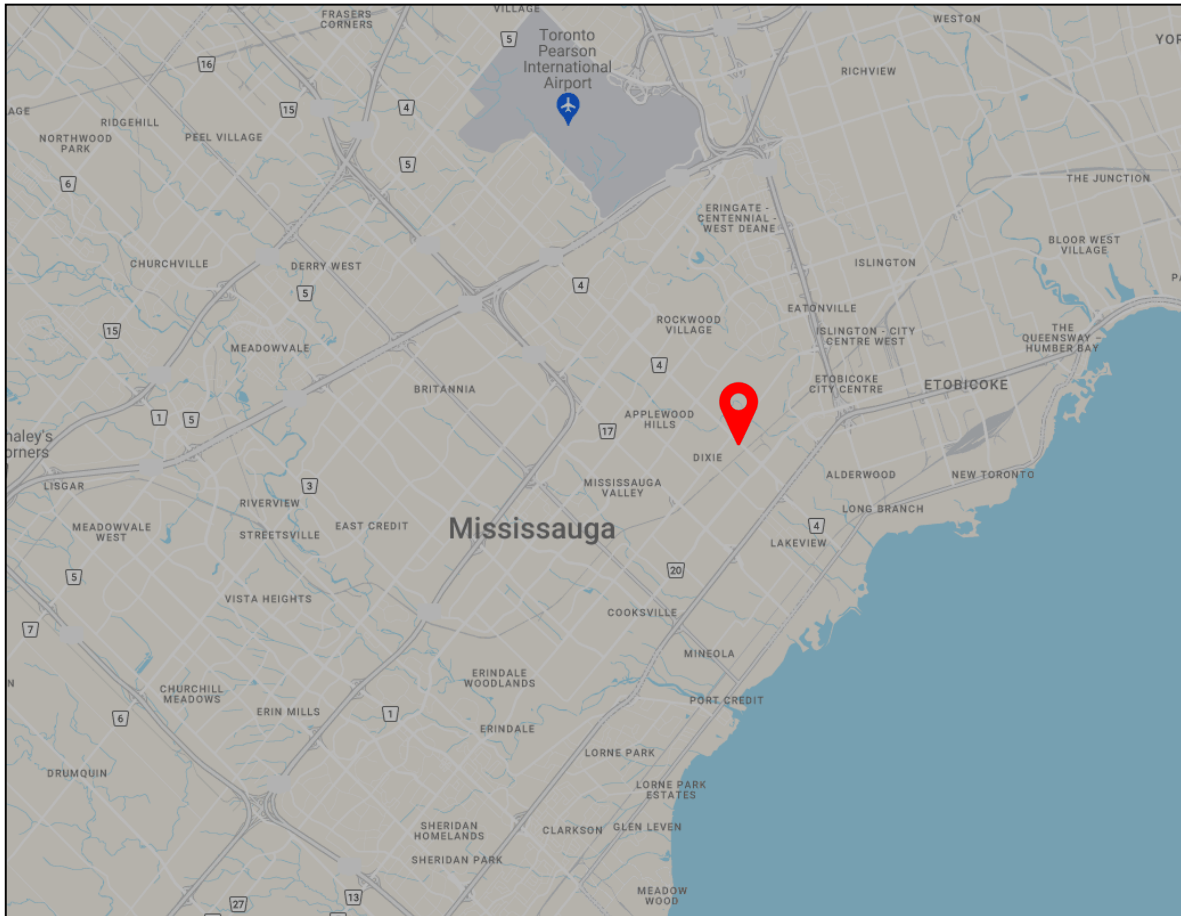 FRASERS
CORNERS
VILLAGE
5
Toronto
Pearson
International
Airport
WESTON
YOR
16
RICHVIEW
15
4
AGE
RIDGEHILL
NORTHWOOD
PARK
PEEL VILLAGE
5
6
THE JUNCTION
ERINGATE -
CENTENNIAL -
WEST DEANE
BLOOR WEST
VILLAGE
CHURCHVILLE
DERRY WEST
ISLINGTON
PA
4
5
EATONVILLE
ROCKWOOD
VILLAGE
15
ISLINGTON - CITY
CENTRE WEST
THE
QUEENSWAY -
HUMBER BAY
MEADOWVALE
4
BRITANNIA
ETOBICOKE
CITY CENTRE
ETOBICOKE
1
5
APPLEWOOD
HILLS
17
haley's
orners
DIXIE
LISGAR
3
MISSISSAUGA
VALLEY
ALDERWOOD
NEW TORONTO
RIVERVIEW
LONG BRANCH
MEADOWVALE
WEST
STREETSVILLE
EAST CREDIT
Mississauga
4
LAKEVIEW
5
20
VISTA HEIGHTS
COOKSVILLE
7
MINEOLA
N
ERINDALE
WOODLANDS
CHURCHILL
MEADOWS
PORT CREDIT
6
ERIN MILLS
1
ERINDALE
LORNE PARK
DRUMQUIN
LORNE PARK
ESTATES
SHERIDAN
HOMELANDS
CLARKSON
GLEN LEVEN
SHERIDAN PARK
MEADOW
WOOD
27
13